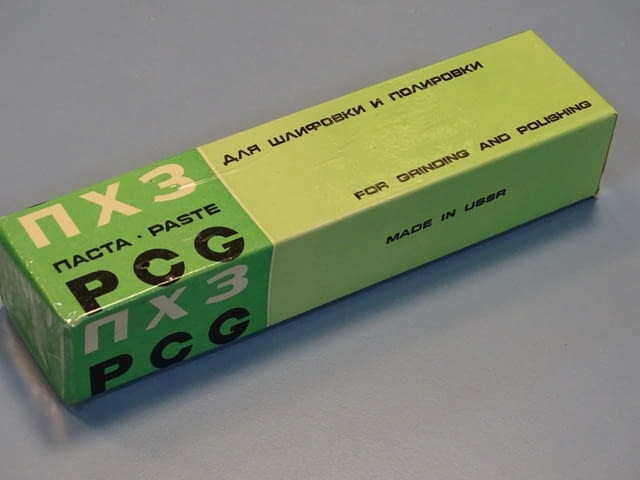 ПХЗ
ПАСТА · PASTE
PCG
ДЛЯ ШЛИФОВКИ И ПОЛИРОВКИ
FOR GRINDING AND POLISHING
ПХЗ
PCG
MADE IN USSR